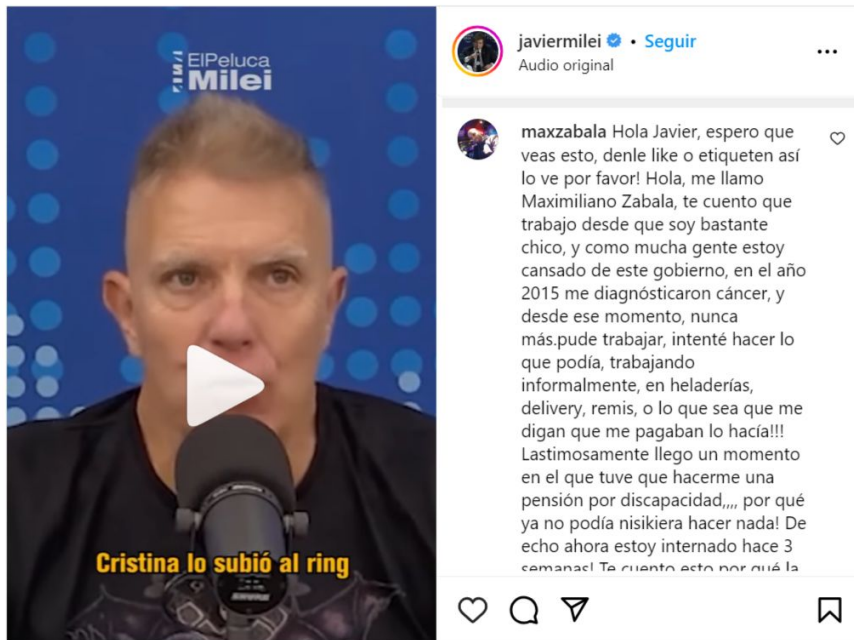 ElPeluca
Milei
Cristina lo subió al ring
javiermilei • Seguir
Audio original
maxzabala Hola Javier, espero que
veas esto, denle like o etiqueten así
lo ve por favor! Hola, me llamo
Maximiliano Zabala, te cuento que
trabajo desde que soy bastante
chico, y como mucha gente estoy
cansado de este gobierno, en el año
2015 me diagnósticaron cáncer, y
desde ese momento, nunca
más.pude trabajar, intenté hacer lo
que podía, trabajando
informalmente, en heladerías,
delivery, remis, o lo que sea que me
digan que me pagaban lo hacía!!!
Lastimosamente llego un momento
en el que tuve que hacerme una
pensión por discapacidad,,,, por qué
ya no podía nisikiera hacer nada! De
echo ahora estoy internado hace 3
semanas! Te cuento esto por qué la